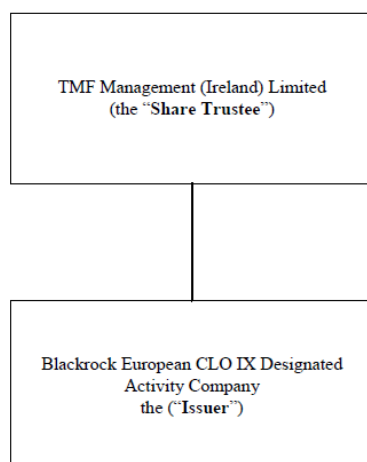 TMF Management (Ireland) Limited
(the “Share Trustee”)
Blackrock European CLO IX Designated
Activity Company
the (“Issuer”)